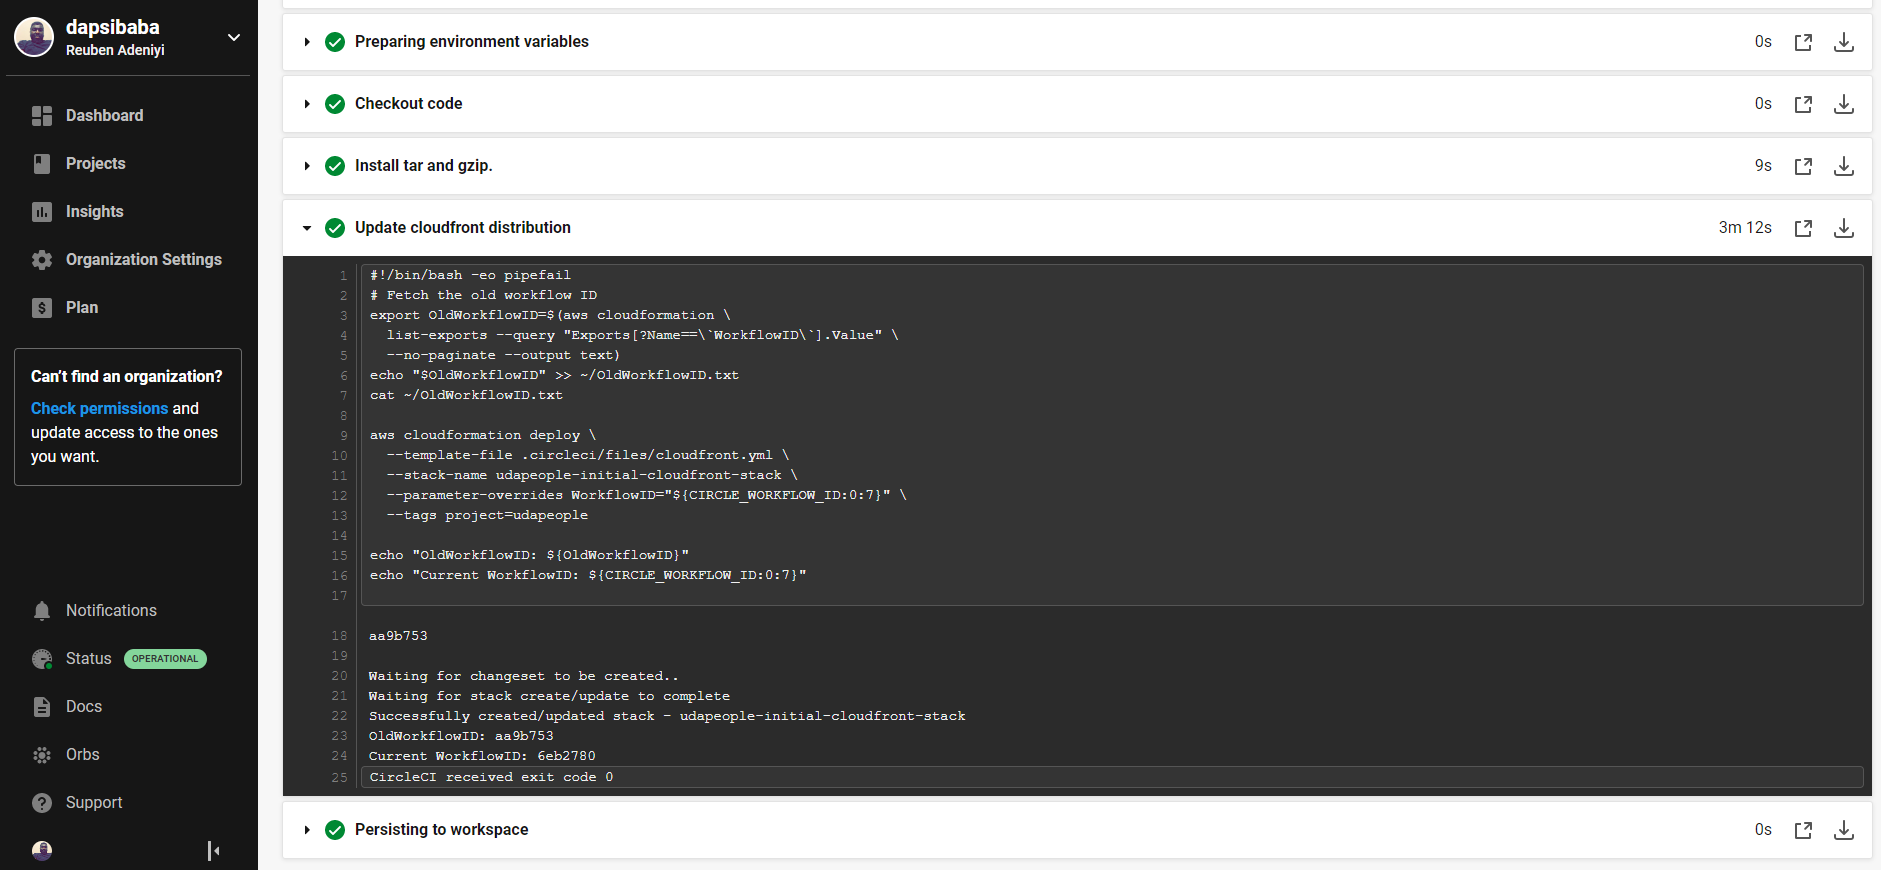 dapsibaba
Reuben Adeniyi
Dashboard
Projects
Insights
Organization Settings
Plan
Can't find an organization?
Check permissions and
update access to the ones
you want.
Notifications
Status OPERATIONAL
Docs
Orbs
Support
Preparing environment variables 0s
Checkout code 0s
Install tar and gzip. 9s
Update cloudfront distribution 3m 12s
1 #!/bin/bash -eo pipefail
2 # Fetch the old workflow ID
3 export OldWorkflowID=$(aws cloudformation \
4   list-exports --query "Exports[?Name==\`WorkflowID\`].Value" \
5   --no-paginate --output text)
6 echo "$OldWorkflowID" >> ~/OldWorkflowID.txt
7 cat ~/OldWorkflowID.txt
8
9 aws cloudformation deploy \
10   --template-file .circleci/files/cloudfront.yml \
11   --stack-name udapeople-initial-cloudfront-stack \
12   --parameter-overrides WorkflowID="${CIRCLE_WORKFLOW_ID:0:7}" \
13   --tags project=udapeople
14
15 echo "OldWorkflowID: ${OldWorkflowID}"
16 echo "Current WorkflowID: ${CIRCLE_WORKFLOW_ID:0:7}"
17
18 aa9b753
19
20 Waiting for changeset to be created..
21 Waiting for stack create/update to complete
22 Successfully created/updated stack - udapeople-initial-cloudfront-stack
23 OldWorkflowID: aa9b753
24 Current WorkflowID: 6eb2780
25 CircleCI received exit code 0
Persisting to workspace 0s